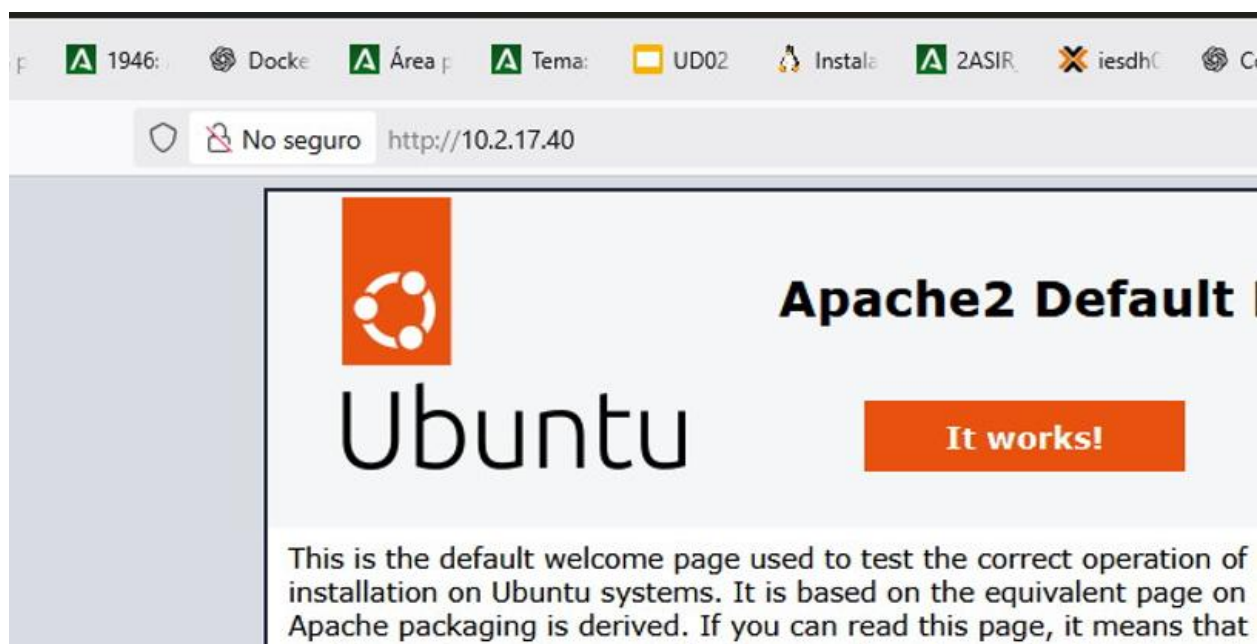 1946:
Docke
Área p
Tema:
UD02
Instala
2ASIR_
iesdh
No seguro http://10.2.17.40
Apache2 Default
Ubuntu
It works!
This is the default welcome page used to test the correct operation of
installation on Ubuntu systems. It is based on the equivalent page on
Apache packaging is derived. If you can read this page, it means that